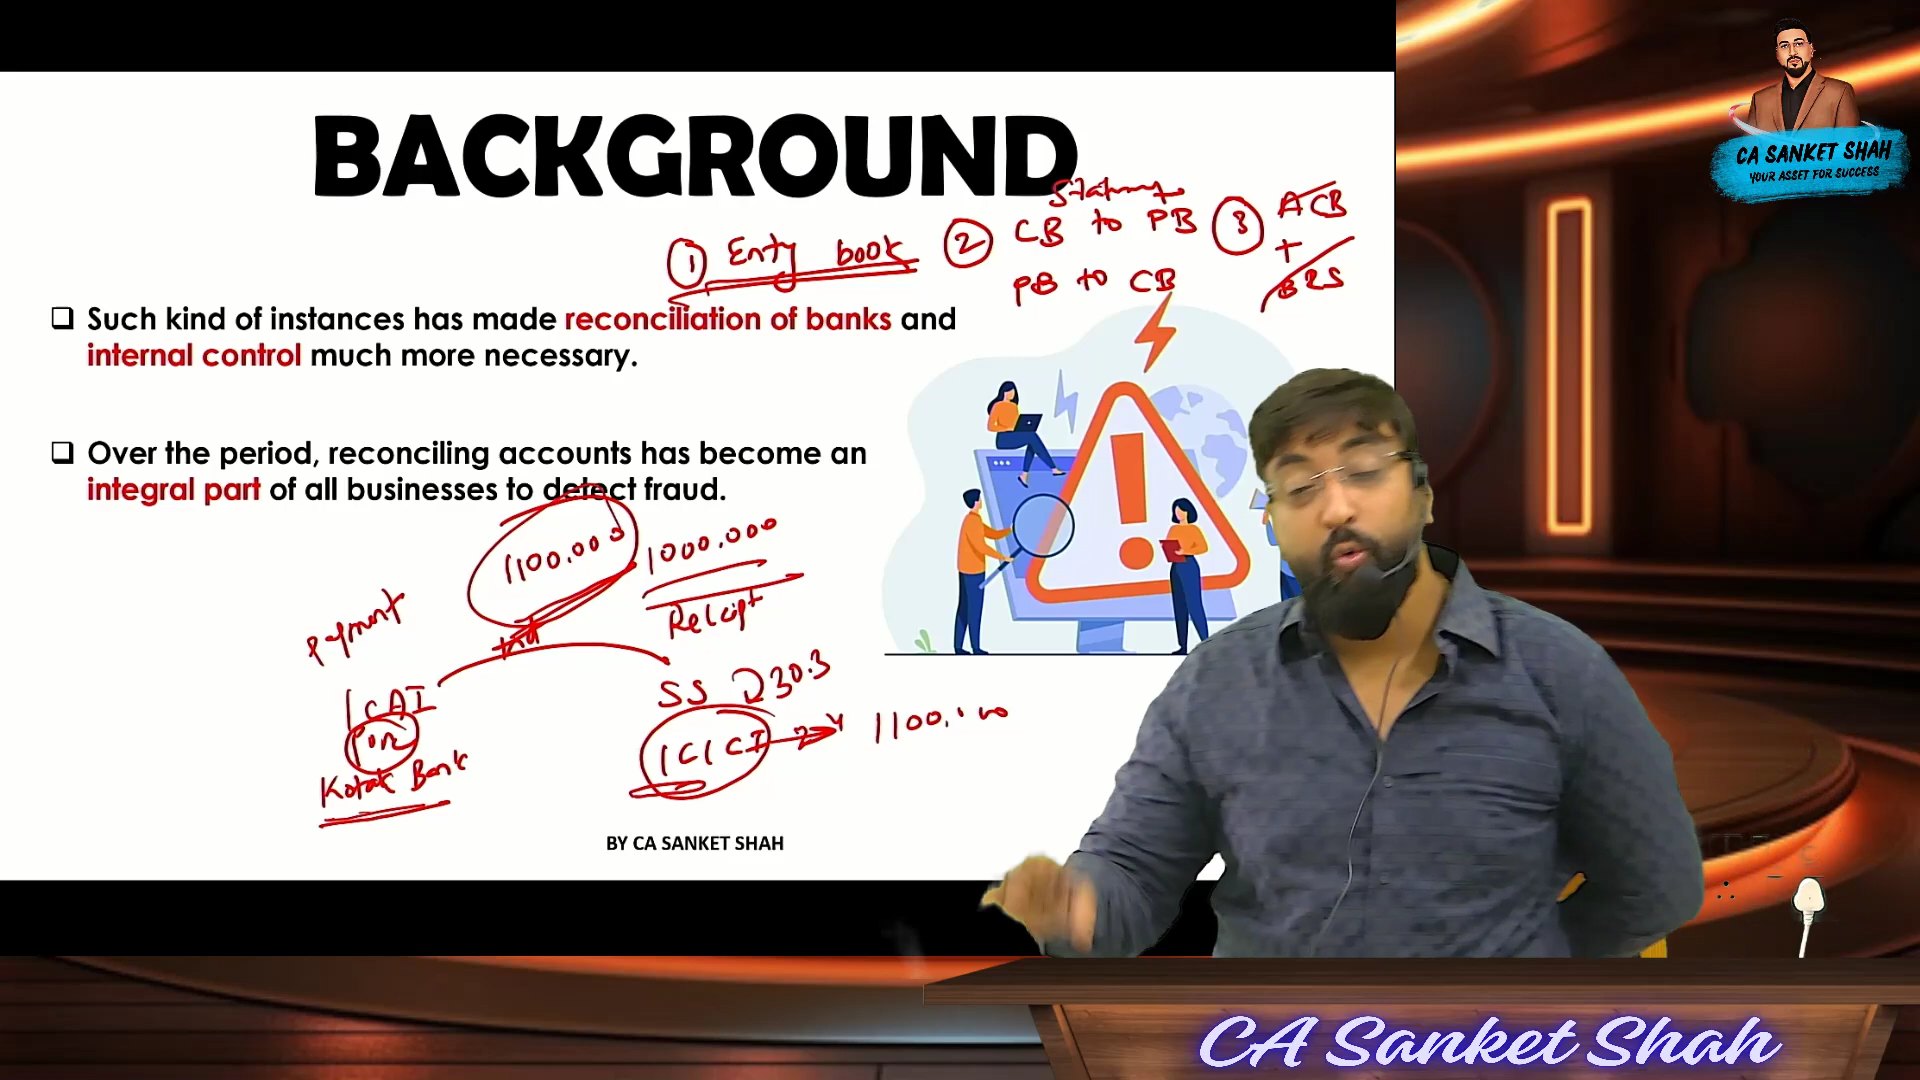 BACKGROUND
Statement
① Entry book ② CB to PB ③ ACB
+
PB to CB BRS
Such kind of instances has made reconciliation of banks and
internal control much more necessary.
Over the period, reconciling accounts has become an
integral part of all businesses to detect fraud.
1100.000 1000.000
Payment Receipt
ICAI SS 30.3
ICICI 1100.
Kotak Bank
BY CA SANKET SHAH
CA SANKET SHAH
YOUR ASSET FOR SUCCESS
CA Sanket Shah